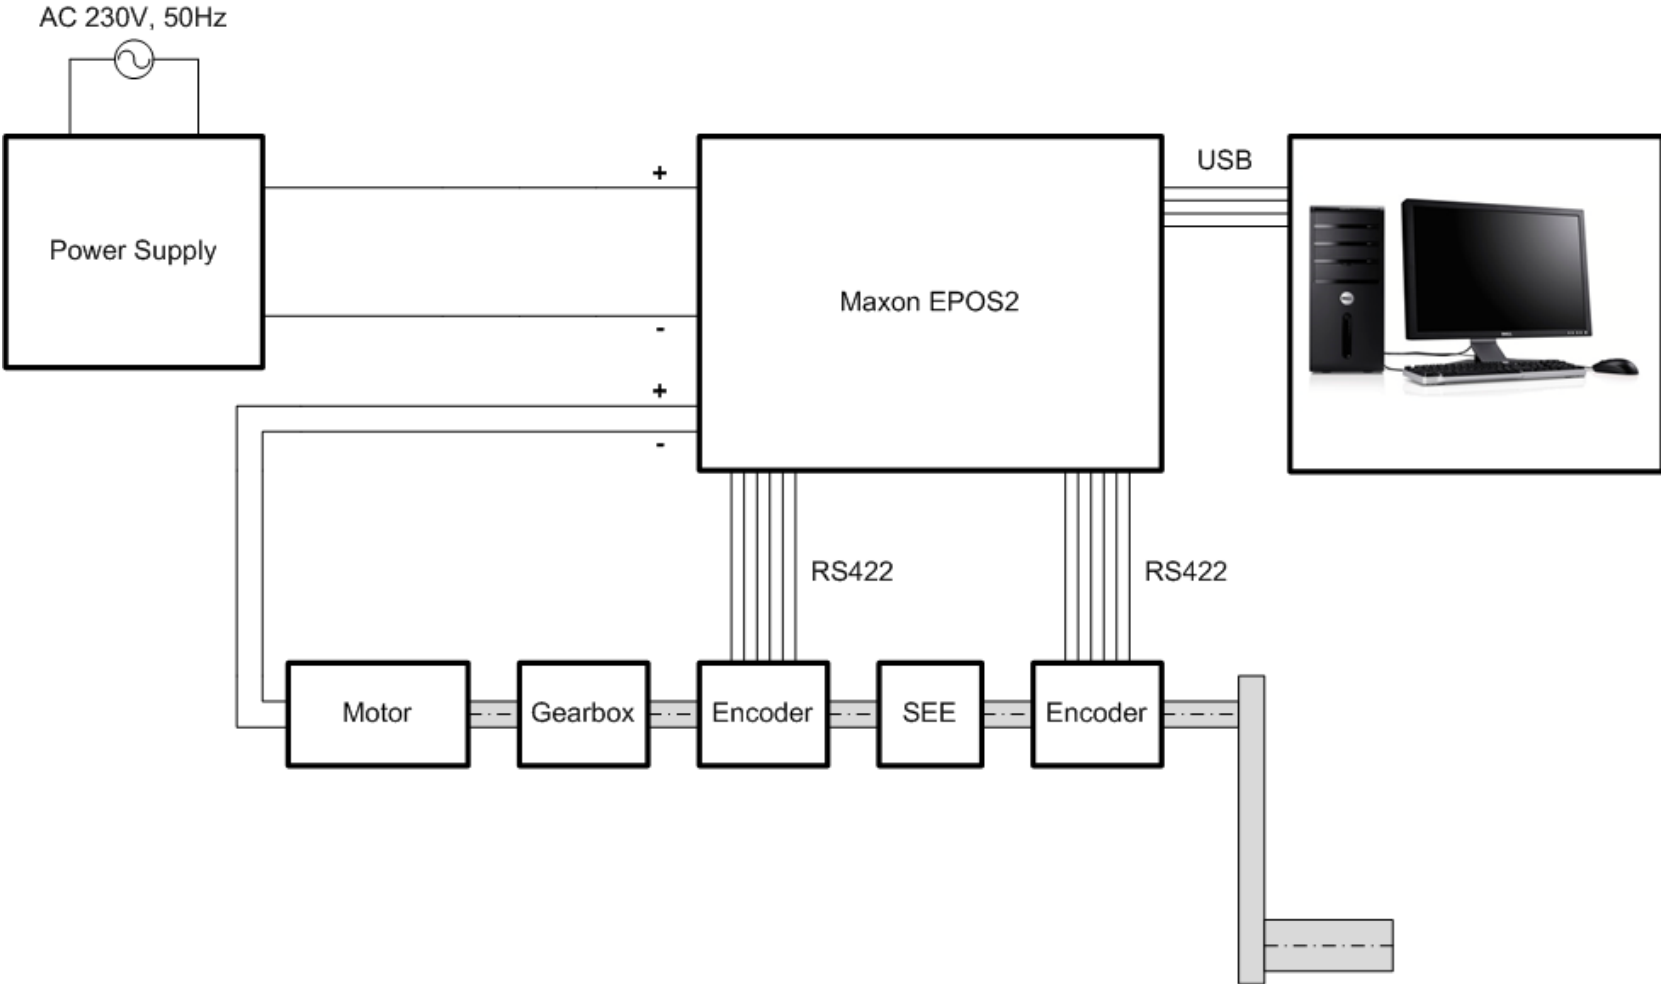 AC 230V, 50Hz
Power Supply
+
-
+
-
Maxon EPOS2
USB
RS422
RS422
Motor
Gearbox
Encoder
SEE
Encoder